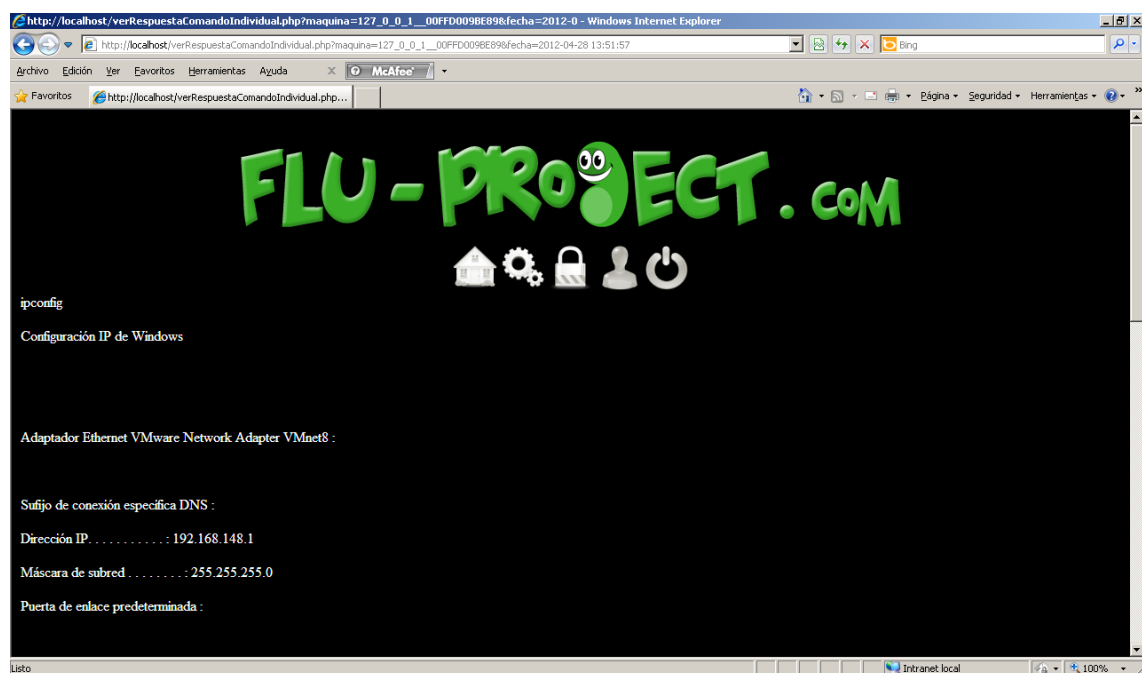 http://localhost/verRespuestaComandoIndividual.php?maquina=127_0_0_1__00FFD009BE89&fecha=2012-0 - Windows Internet Explorer
http://localhost/verRespuestaComandoIndividual.php?maquina=127_0_0_1__00FFD009BE89&fecha=2012-04-28 13:51:57
Bing
Archivo Edición Ver Favoritos Herramientas Ayuda x McAfee
Favoritos http://localhost/verRespuestaComandoIndividual.php... Página Seguridad Herramientas »
FLU-PROJECT.COM
ipconfig
Configuración IP de Windows
Adaptador Ethernet VMware Network Adapter VMnet8 :
Sufijo de conexión específica DNS :
Dirección IP. . . . . . . . . . . : 192.168.148.1
Máscara de subred . . . . . . . . : 255.255.255.0
Puerta de enlace predeterminada :
Listo Intranet local 100%